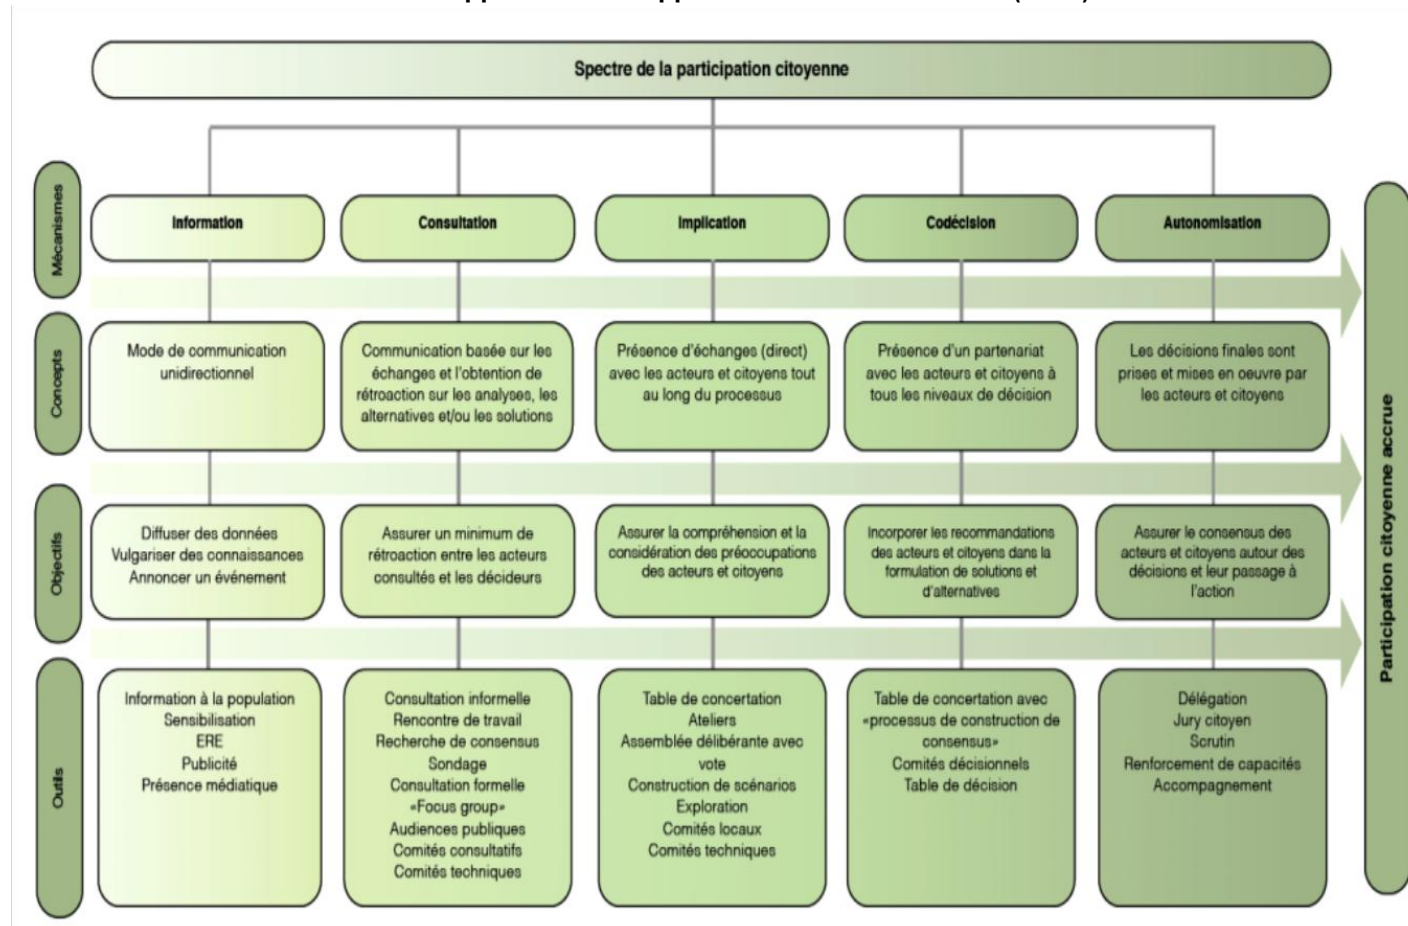 Spectre de la participation citoyenne
Mécanismes
Information
Consultation
Implication
Codécision
Autonomisation
Concepts
Mode de communication
unidirectionnel
Communication basée sur les
échanges et l'obtention de
rétroaction sur les analyses, les
alternatives et/ou les solutions
Présence d'échanges (direct)
avec les acteurs et citoyens tout
au long du processus
Présence d'un partenariat
avec les acteurs et citoyens à
tous les niveaux de décision
Les décisions finales sont
prises et mises en oeuvre par
les acteurs et citoyens
Objectifs
Diffuser des données
Vulgariser des connaissances
Annoncer un événement
Assurer un minimum de
rétroaction entre les acteurs
consultés et les décideurs
Assurer la compréhension et la
considération des préoccupations
des acteurs et citoyens
Incorporer les recommandations
des acteurs et citoyens dans la
formulation de solutions et
d'alternatives
Assurer le consensus des
acteurs et citoyens autour des
décisions et leur passage à
l'action
Outils
Information à la population
Sensibilisation
ERE
Publicité
Présence médiatique
Consultation informelle
Rencontre de travail
Recherche de consensus
Sondage
Consultation formelle
«Focus group»
Audiences publiques
Comités consultatifs
Comités techniques
Table de concertation
Ateliers
Assemblée délibérante avec
vote
Construction de scénarios
Exploration
Comités locaux
Comités techniques
Table de concertation avec
«processus de construction de
consensus»
Comités décisionnels
Table de décision
Délégation
Jury citoyen
Scrutin
Renforcement de capacités
Accompagnement
Participation citoyenne accrue